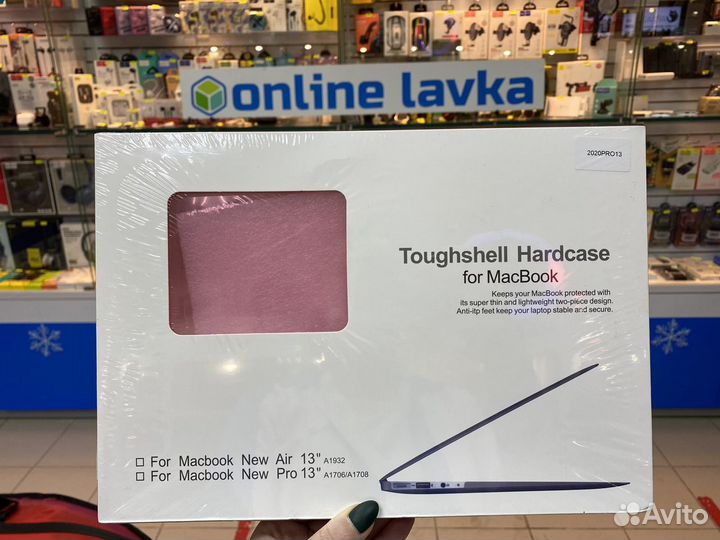 online lavka
2020PRO13
Toughshell Hardcase
for MacBook
Keeps your MacBook protected with
its super thin and lightweight two-piece design.
Anti-itp feet keep your laptop stable and secure.
For Macbook New Air 13" A1932
For Macbook New Pro 13" A1706/A1708
Avito